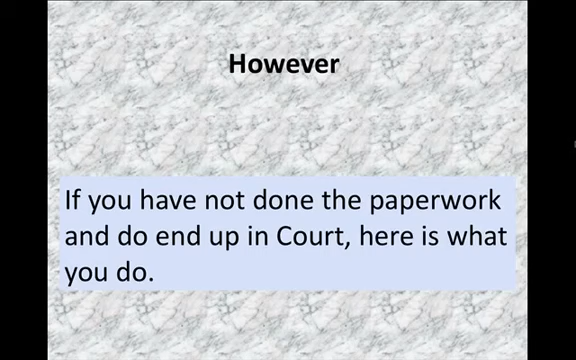 However
If you have not done the paperwork
and do end up in Court, here is what
you do.